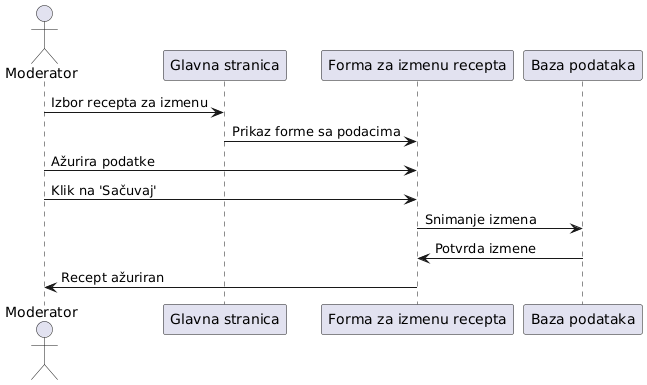 Moderator
Glavna stranica
Forma za izmenu recepta
Baza podataka
Izbor recepta za izmenu
Prikaz forme sa podacima
Ažurira podatke
Klik na 'Sačuvaj'
Snimanje izmena
Potvrda izmene
Recept ažuriran
Moderator
Glavna stranica
Forma za izmenu recepta
Baza podataka